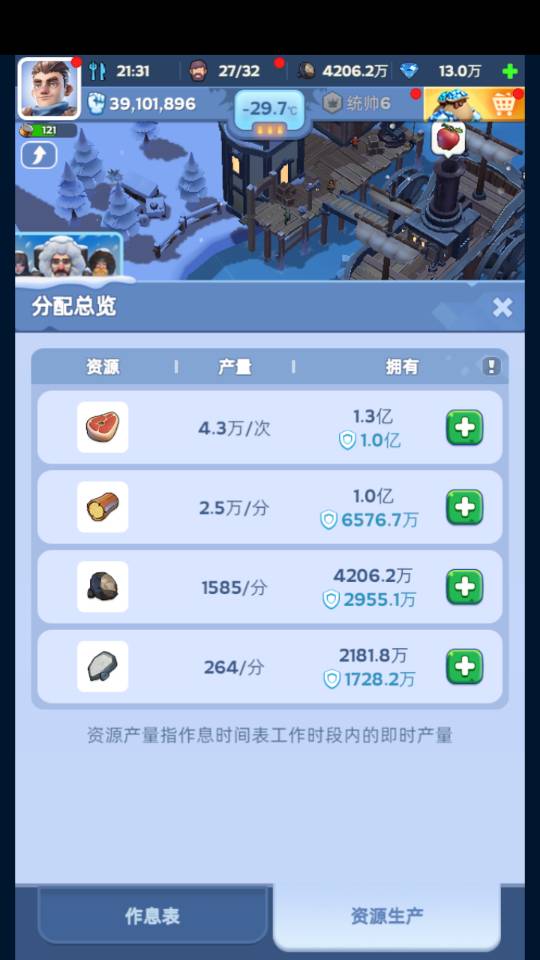 21:31 27/32 4206.2万 13.0万
39,101,896 -29.7℃ 统帅6
121
分配总览
资源 产量 拥有
4.3万/次 1.3亿
1.0亿
2.5万/分 1.0亿
6576.7万
1585/分 4206.2万
2955.1万
264/分 2181.8万
1728.2万
资源产量指作息时间表工作时段内的即时产量
作息表 资源生产